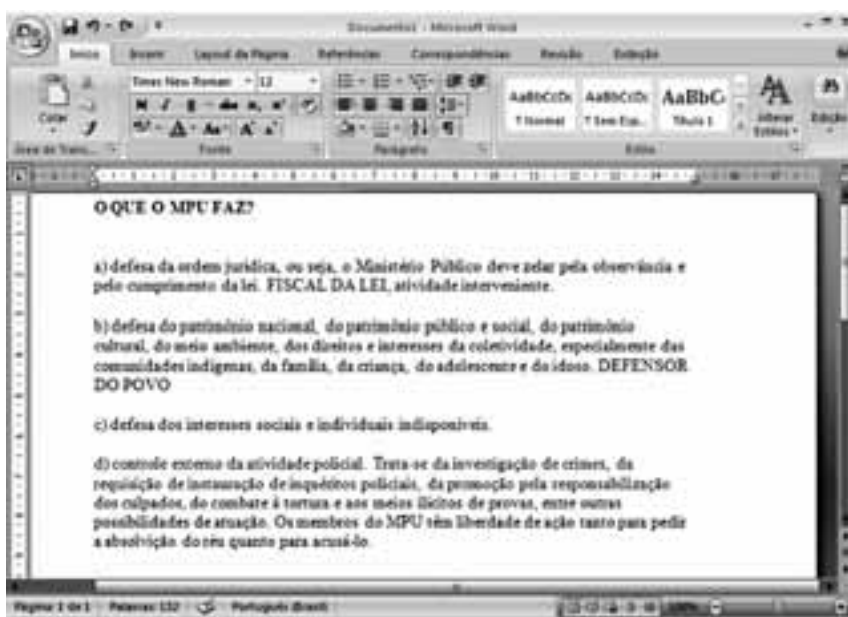 Documento1 - Microsoft Word
Início Inserir Layout da Página Referências Correspondências Revisão Exibição
Times New Roman 12
Colar
AaBbCcDc AaBbCcDc AaBbC
¶ Normal ¶ Sem Esp... Título 1
Alterar Estilos Edição
Área de Trans... Fonte Parágrafo Estilo
O QUE O MPU FAZ?
a) defesa da ordem jurídica, ou seja, o Ministério Público deve zelar pela observância e
pelo cumprimento da lei. FISCAL DA LEI, atividade interveniente.
b) defesa do patrimônio nacional, do patrimônio público e social, do patrimônio
cultural, do meio ambiente, dos direitos e interesses da coletividade, especialmente das
comunidades indígenas, da família, da criança, do adolescente e do idoso. DEFENSOR
DO POVO
c) defesa dos interesses sociais e individuais indisponíveis.
d) controle externo da atividade policial. Trata-se da investigação de crimes, da
requisição de instauração de inquéritos policiais, da promoção pela responsabilização
dos culpados, do combate à tortura e aos meios ilícitos de provas, entre outras
possibilidades de atuação. Os membros do MPU têm liberdade de ação tanto para pedir
a absolvição do réu quanto para acusá-lo.
Página 1 de 1 Palavras: 132 Português (Brasil) 100%